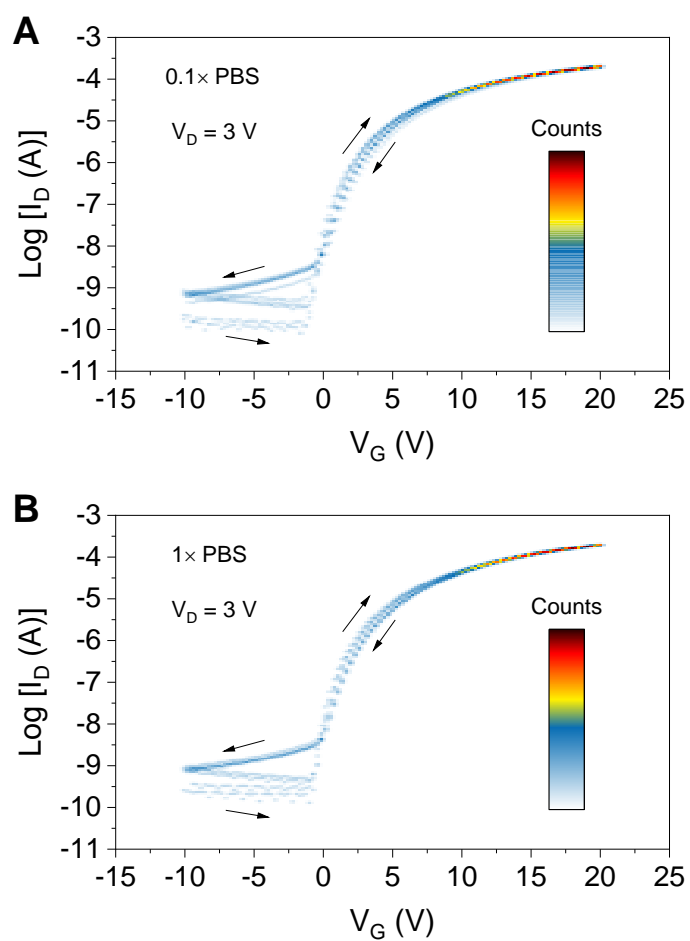 A
-3
-4
-5
-6
-7
-8
-9
-10
-11
Log [I_D (A)]
0.1× PBS
V_D = 3 V
Counts
-15 -10 -5 0 5 10 15 20 25
V_G (V)
B
-3
-4
-5
-6
-7
-8
-9
-10
-11
Log [I_D (A)]
1× PBS
V_D = 3 V
Counts
-15 -10 -5 0 5 10 15 20 25
V_G (V)